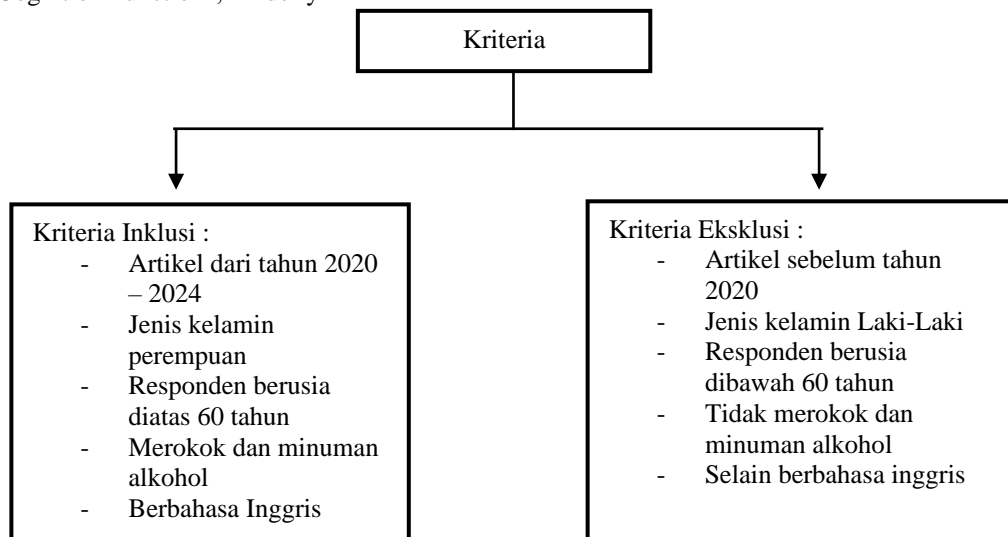 Kriteria
Kriteria Inklusi :
- Artikel dari tahun 2020
– 2024
- Jenis kelamin
perempuan
- Responden berusia
diatas 60 tahun
- Merokok dan minuman
alkohol
- Berbahasa Inggris
Kriteria Eksklusi :
- Artikel sebelum tahun
2020
- Jenis kelamin Laki-Laki
- Responden berusia
dibawah 60 tahun
- Tidak merokok dan
minuman alkohol
- Selain berbahasa inggris